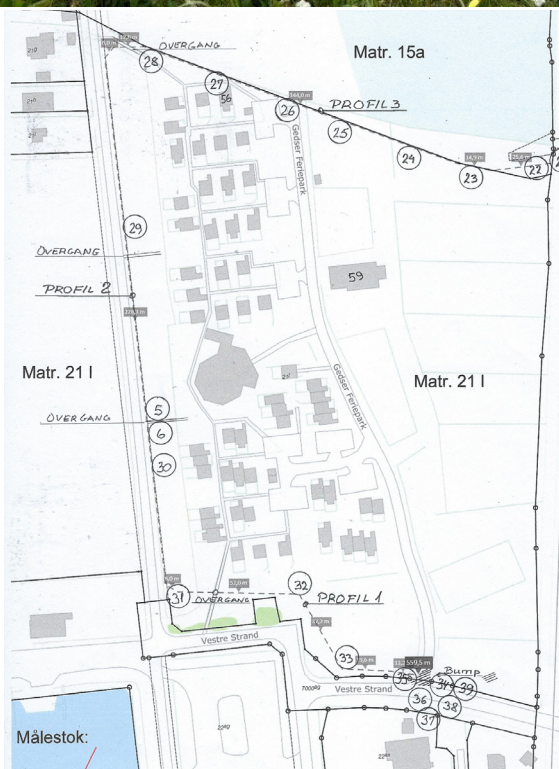 Matr. 15a
OVERGANG
28
27
56
26
PROFIL 3
25
24
23
22
Gedser Feriepark
29
OVERGANG
PROFIL 2
59
Matr. 21 l
Matr. 21 l
Gedser Feriepark
5
OVERGANG
6
30
31
OVERGANG
32
PROFIL 1
Vestre Strand
33
559,5 m
Bump
35
34
39
Vestre Strand
36
38
37
Målestok: